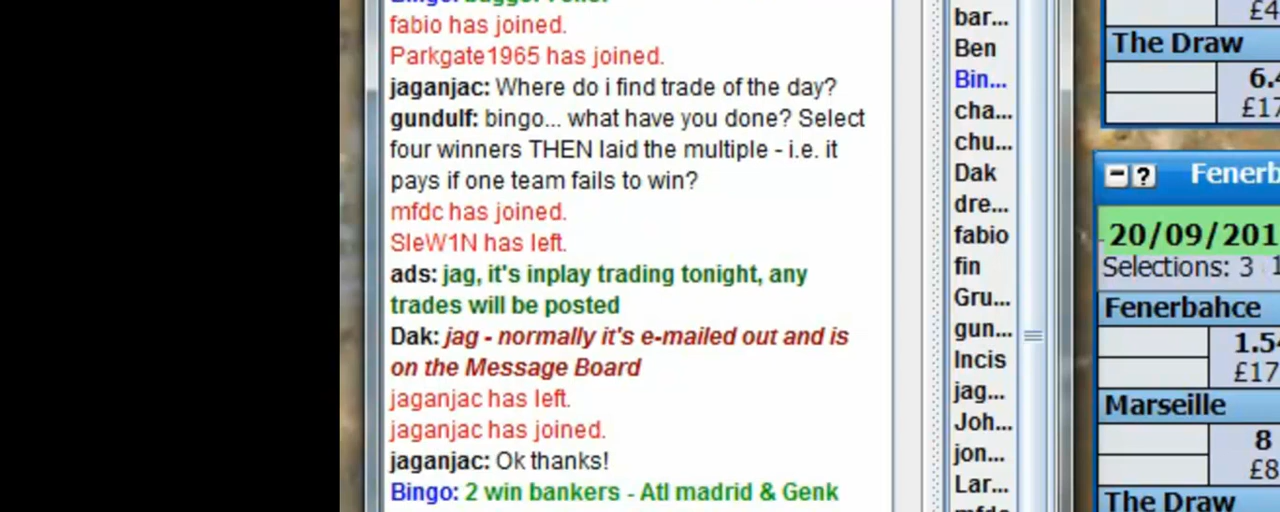 fabio has joined.
Parkgate1965 has joined.
jaganjac: Where do i find trade of the day?
gundulf: bingo... what have you done? Select
four winners THEN laid the multiple - i.e. it
pays if one team fails to win?
mfdc has joined.
SleW1N has left.
ads: jag, it's inplay trading tonight, any
trades will be posted
Dak: jag - normally it's e-mailed out and is
on the Message Board
jaganjac has left.
jaganjac has joined.
jaganjac: Ok thanks!
Bingo: 2 win bankers - Atl madrid & Genk
bar...
Ben
Bin...
cha...
chu...
Dak
dre...
fabio
fin
Gru...
gun...
Incis
jag...
Joh...
jon...
Lar...
£4
The Draw
6.4
£17
Fenerb
20/09/201
Selections: 3
Fenerbahce
1.54
£17
Marseille
8
£8
The Draw